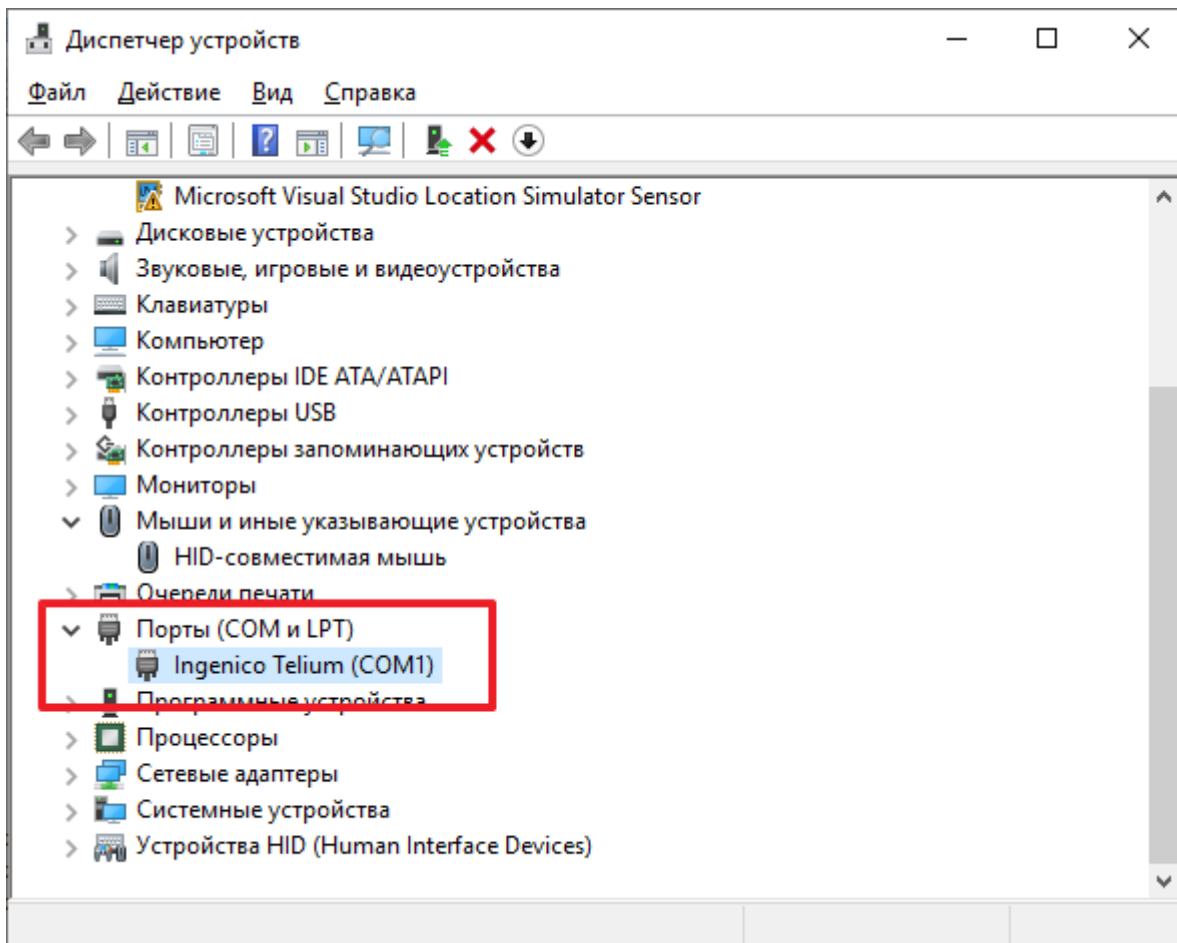 Диспетчер устройств
Файл Действие Вид Справка
Microsoft Visual Studio Location Simulator Sensor
Дисковые устройства
Звуковые, игровые и видеоустройства
Клавиатуры
Компьютер
Контроллеры IDE ATA/ATAPI
Контроллеры USB
Контроллеры запоминающих устройств
Мониторы
Мыши и иные указывающие устройства
HID-совместимая мышь
Очереди печати
Порты (COM и LPT)
Ingenico Telium (COM1)
Программные устройства
Процессоры
Сетевые адаптеры
Системные устройства
Устройства HID (Human Interface Devices)